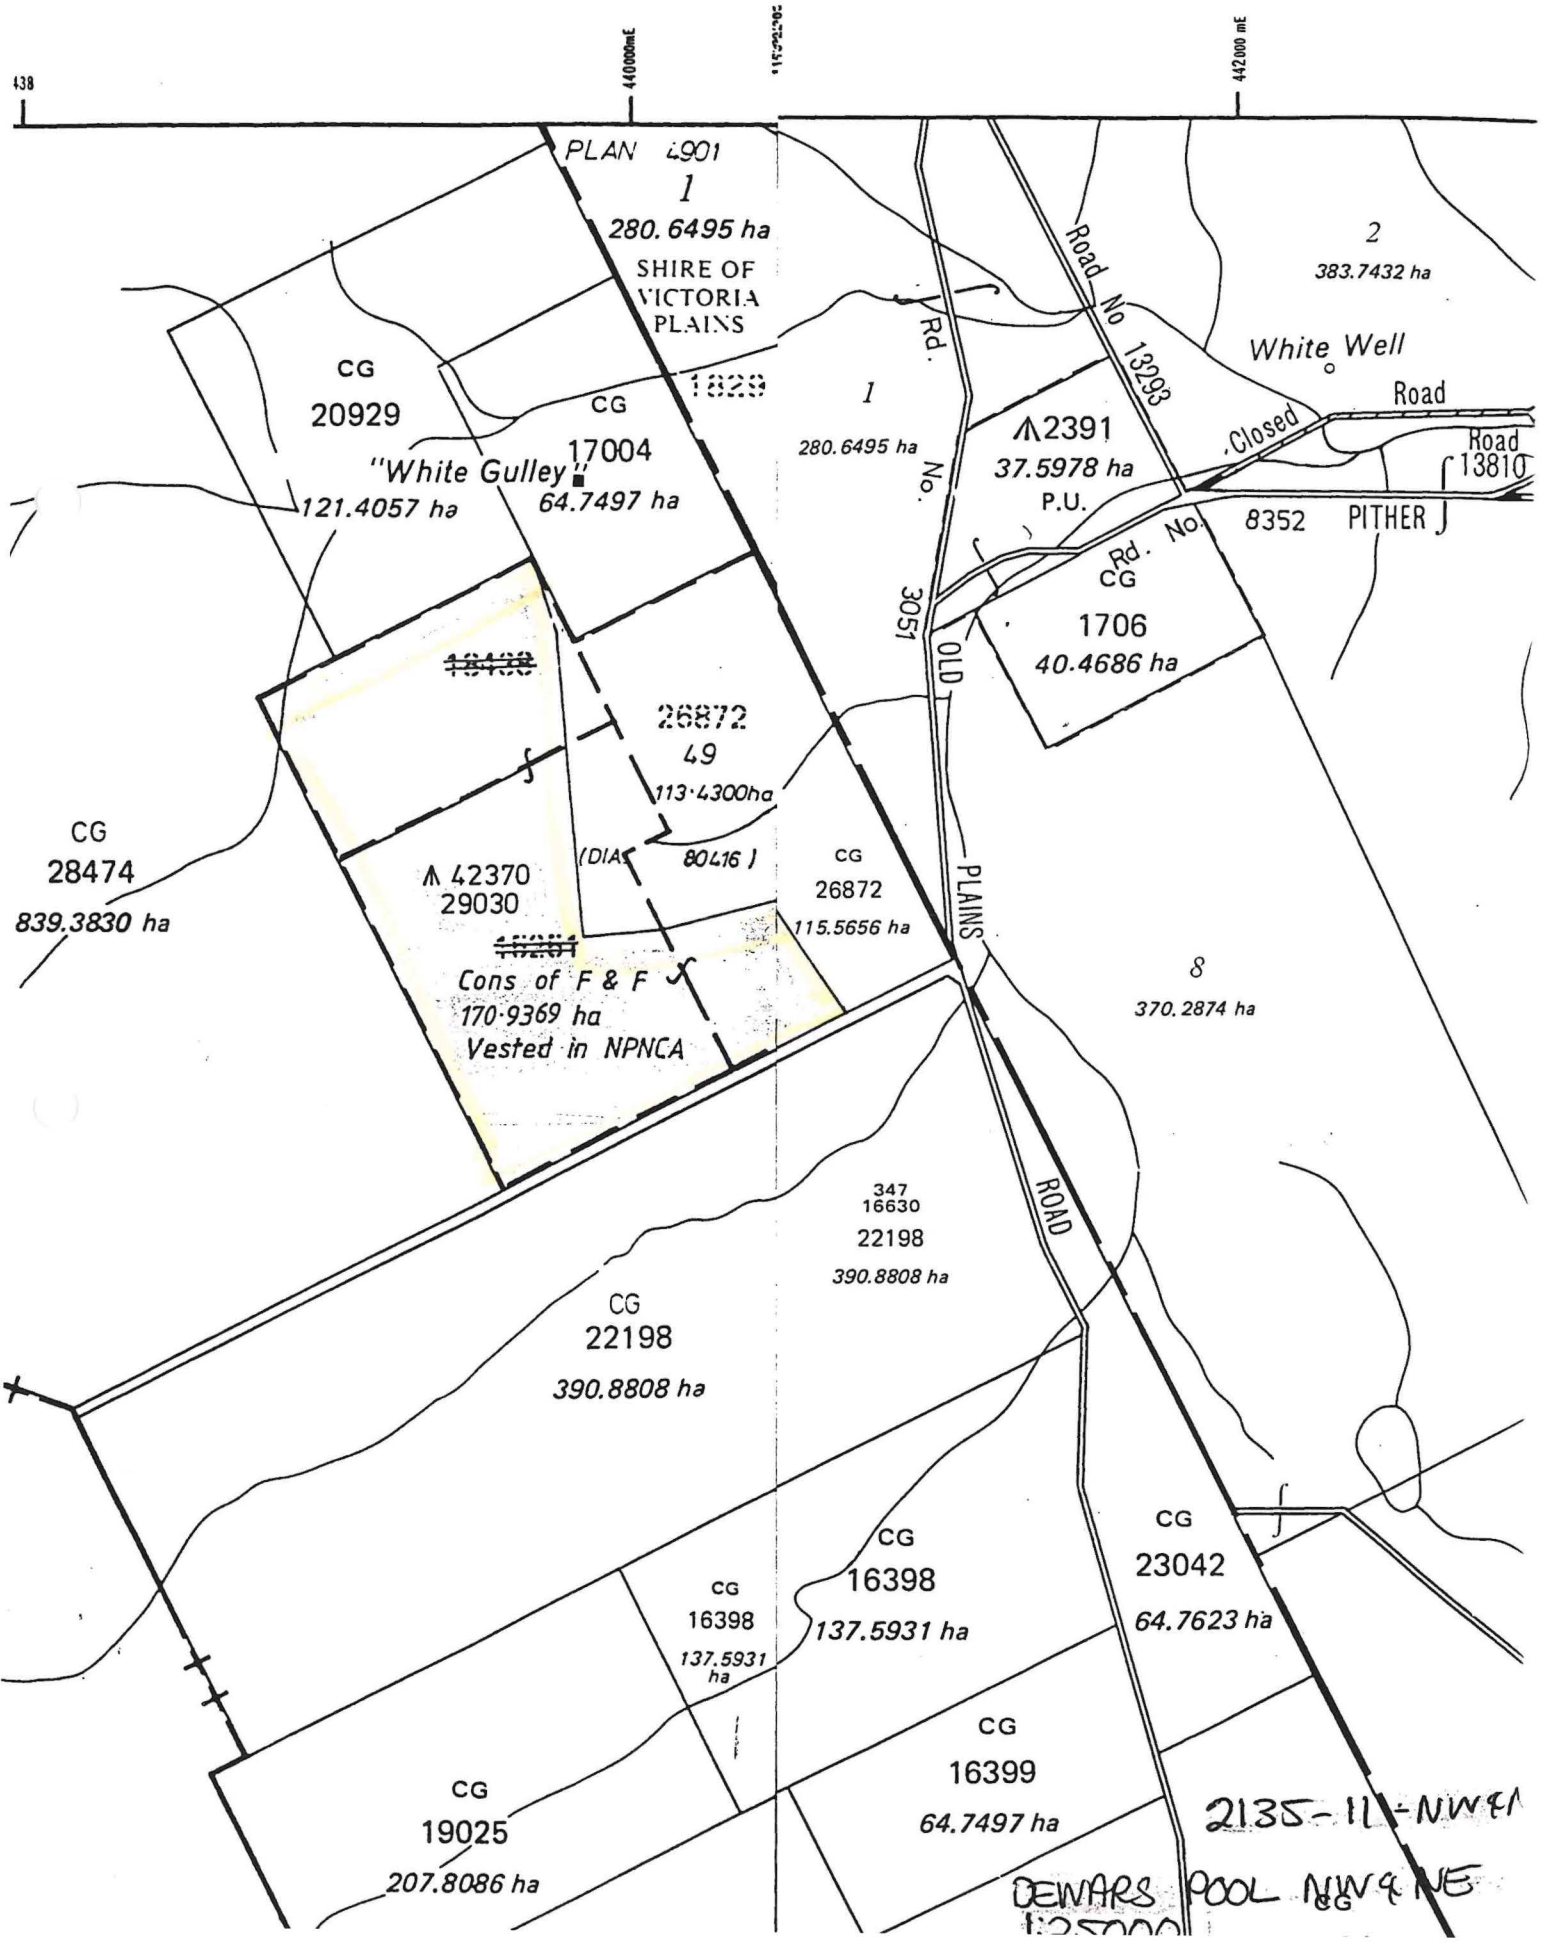 438
440000mE
442000 mE
PLAN 4901
1
280.6495 ha
SHIRE OF
VICTORIA
PLAINS
1829
Road No 13293
2
383.7432 ha
White Well
CG
20929
121.4057 ha
CG
17004
64.7497 ha
"White Gulley"
Rd. No. 3051
1
280.6495 ha
2391
37.5978 ha
P.U.
Closed Road
Road
13810
Rd. No. 8352
PITHER
CG
1706
40.4686 ha
OLD PLAINS ROAD
26872
49
113.4300ha
(DIA. 80416)
CG
28474
839.3830 ha
42370
29030
15251
Cons of F & F
170.9369 ha
Vested in NPNCA
CG
26872
115.5656 ha
8
370.2874 ha
347
16630
22198
390.8808 ha
CG
22198
390.8808 ha
CG
16398
137.5931 ha
CG
16398
137.5931
ha
CG
23042
64.7623 ha
CG
16399
64.7497 ha
CG
19025
207.8086 ha
2135-11-NW&
DEWARS POOL NW & NE
CG
1:25000